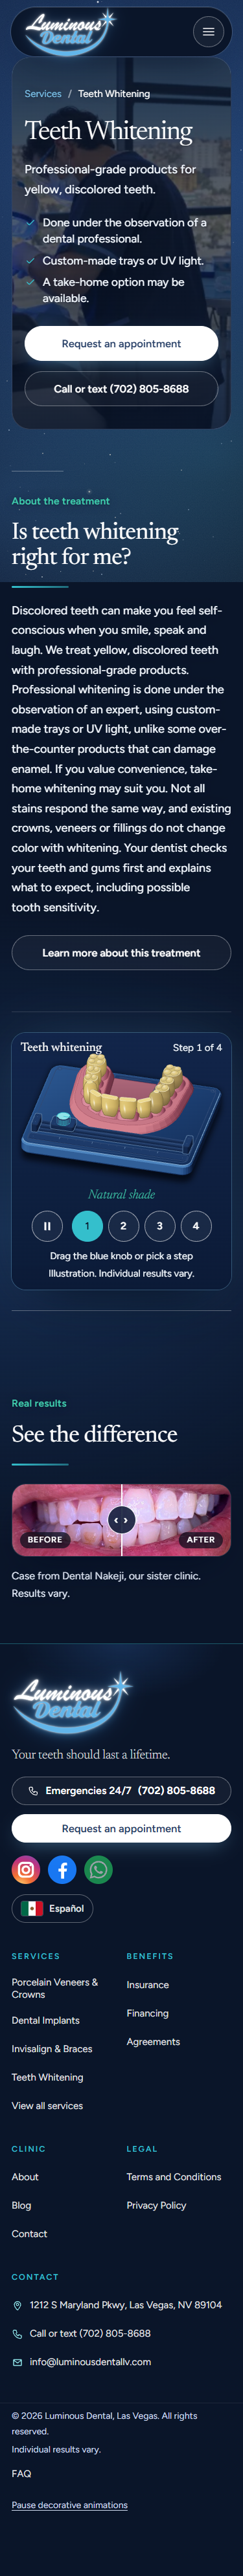 Luminous
Dental
Services / Teeth Whitening
Teeth Whitening
Professional-grade products for
yellow, discolored teeth.
Done under the observation of a
dental professional.
Custom-made trays or UV light.
A take-home option may be
available.
Request an appointment
Call or text (702) 805-8688
About the treatment
Is teeth whitening
right for me?
Discolored teeth can make you feel self-
conscious when you smile, speak and
laugh. We treat yellow, discolored teeth
with professional-grade products.
Professional whitening is done under the
observation of an expert, using custom-
made trays or UV light, unlike some over-
the-counter products that can damage
enamel. If you value convenience, take-
home whitening may suit you. Not all
stains respond the same way, and existing
crowns, veneers or fillings do not change
color with whitening. Your dentist checks
your teeth and gums first and explains
what to expect, including possible
tooth sensitivity.
Learn more about this treatment
Teeth whitening Step 1 of 4
Natural shade
1 2 3 4
Drag the blue knob or pick a step
Illustration. Individual results vary.
Real results
See the difference
BEFORE AFTER
Case from Dental Nakeji, our sister clinic.
Results vary.
Luminous
Dental
Your teeth should last a lifetime.
Emergencies 24/7 (702) 805-8688
Request an appointment
Español
SERVICES
Porcelain Veneers &
Crowns
Dental Implants
Invisalign & Braces
Teeth Whitening
View all services
BENEFITS
Insurance
Financing
Agreements
CLINIC
About
Blog
Contact
LEGAL
Terms and Conditions
Privacy Policy
CONTACT
1212 S Maryland Pkwy, Las Vegas, NV 89104
Call or text (702) 805-8688
info@luminousdentallv.com
© 2026 Luminous Dental, Las Vegas. All rights
reserved.
Individual results vary.
FAQ
Pause decorative animations